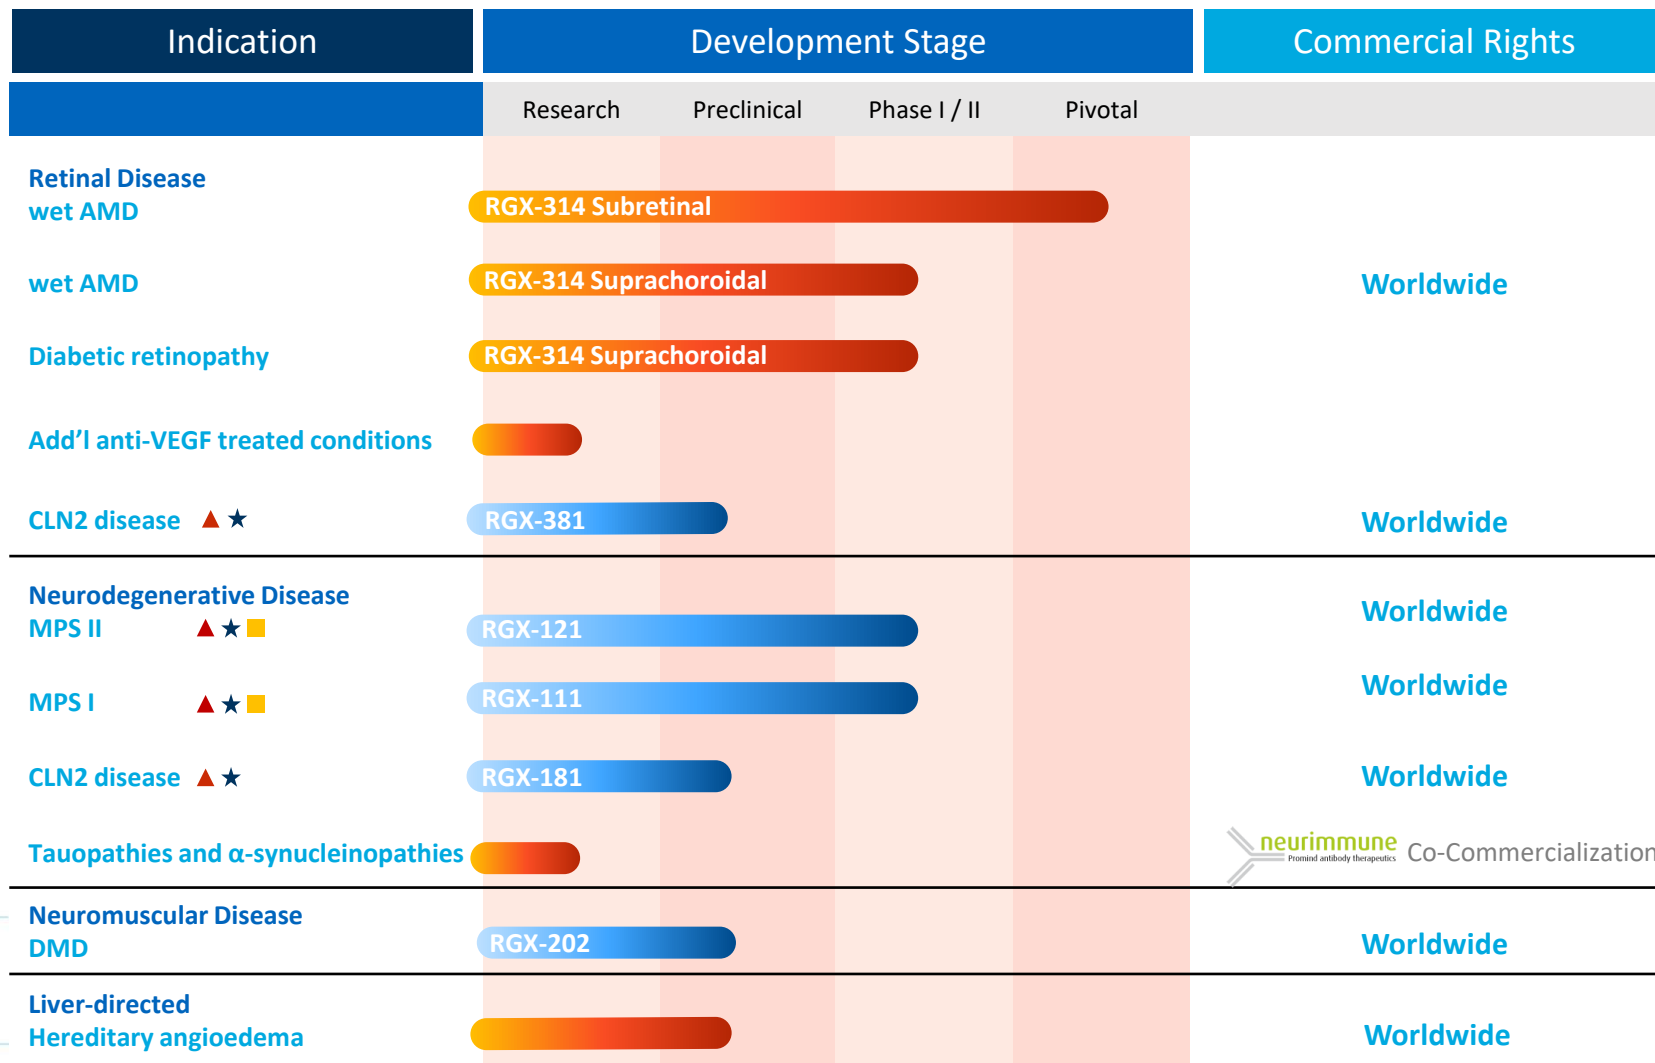 Indication
Development Stage
Commercial Rights
Research
Preclinical
Phase I / II
Pivotal
Retinal Disease
wet AMD
RGX-314 Subretinal
wet AMD
RGX-314 Suprachoroidal
Worldwide
Diabetic retinopathy
RGX-314 Suprachoroidal
Add’l anti-VEGF treated conditions
CLN2 disease
RGX-381
Worldwide
Neurodegenerative Disease
MPS II
RGX-121
Worldwide
MPS I
RGX-111
Worldwide
CLN2 disease
RGX-181
Worldwide
Tauopathies and α-synucleinopathies
neurimmune
Promind antibody therapeutics
Co-Commercialization
Neuromuscular Disease
DMD
RGX-202
Worldwide
Liver-directed
Hereditary angioedema
Worldwide